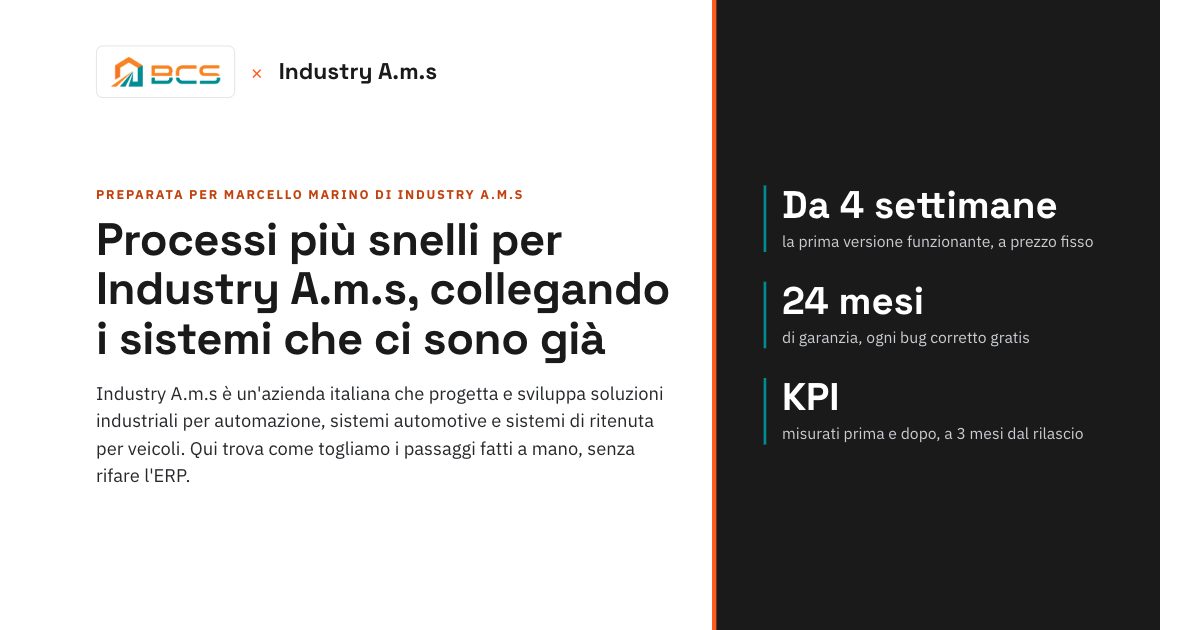 BCS × Industry A.m.s
PREPARATA PER MARCELLO MARINO DI INDUSTRY A.M.S
Processi più snelli per
Industry A.m.s, collegando
i sistemi che ci sono già
Industry A.m.s è un'azienda italiana che progetta e sviluppa soluzioni
industriali per automazione, sistemi automotive e sistemi di ritenuta
per veicoli. Qui trova come togliamo i passaggi fatti a mano, senza
rifare l'ERP.
Da 4 settimane
la prima versione funzionante, a prezzo fisso
24 mesi
di garanzia, ogni bug corretto gratis
KPI
misurati prima e dopo, a 3 mesi dal rilascio